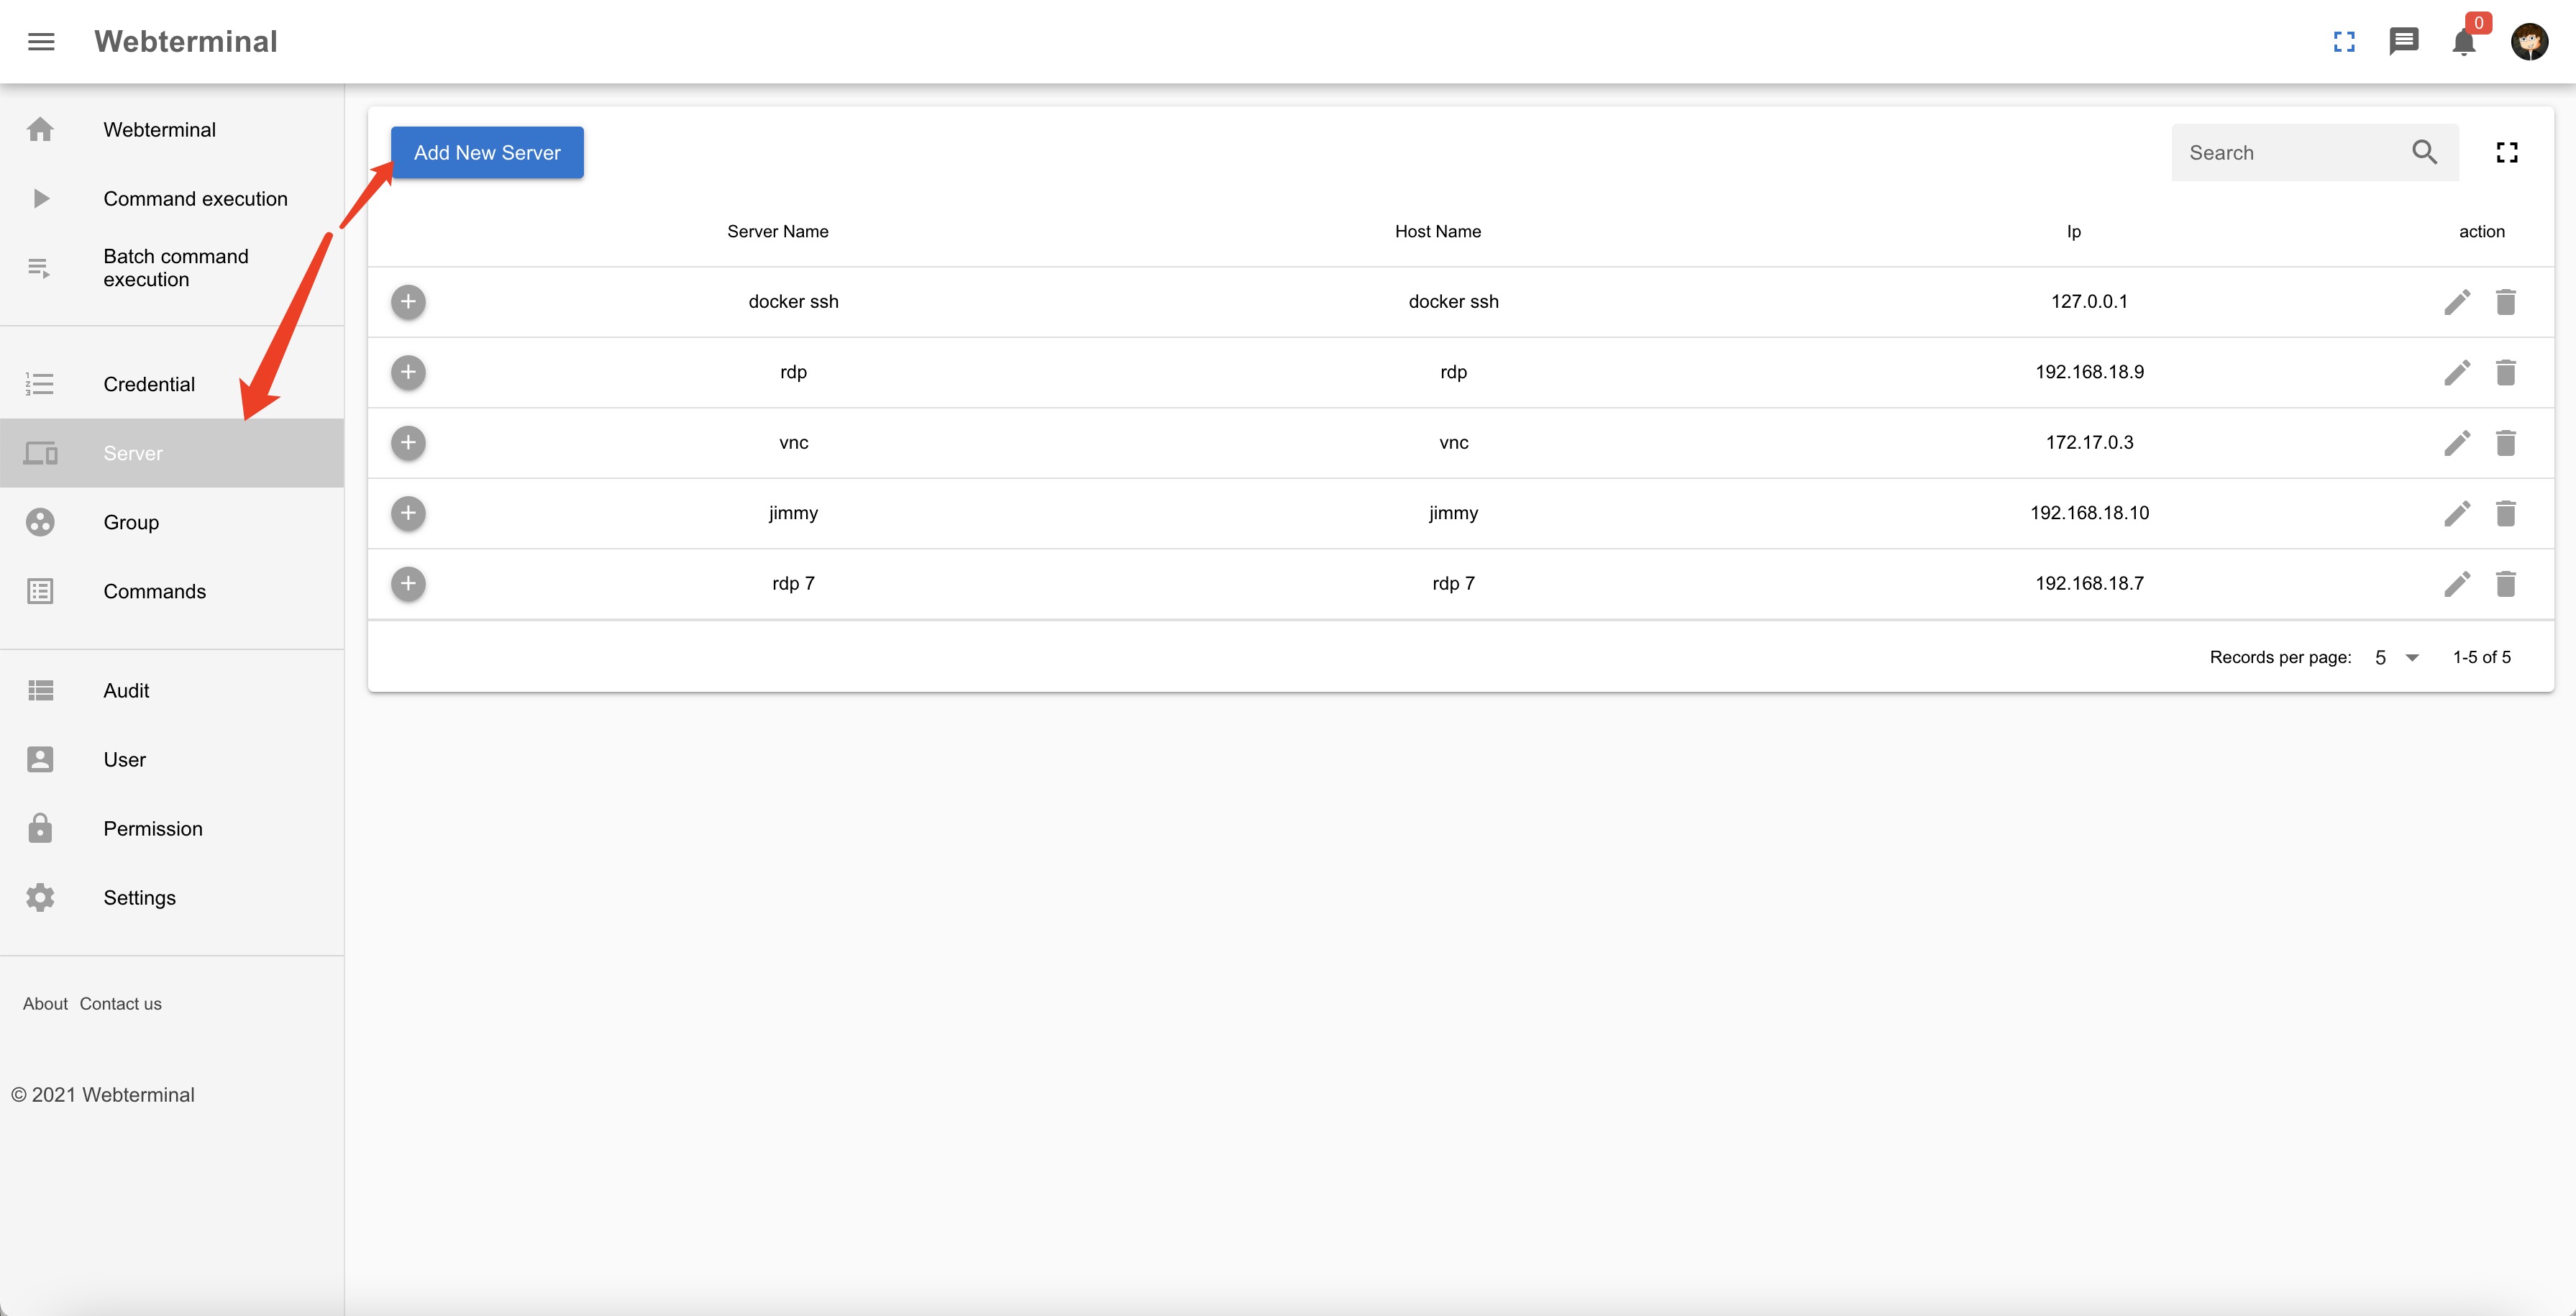 Webterminal
0
Webterminal
Command execution
Batch command
execution
Credential
Server
Group
Commands
Audit
User
Permission
Settings
About Contact us
© 2021 Webterminal
Add New Server
Search
Server Name Host Name Ip action
docker ssh docker ssh 127.0.0.1
rdp rdp 192.168.18.9
vnc vnc 172.17.0.3
jimmy jimmy 192.168.18.10
rdp 7 rdp 7 192.168.18.7
Records per page: 5 1-5 of 5